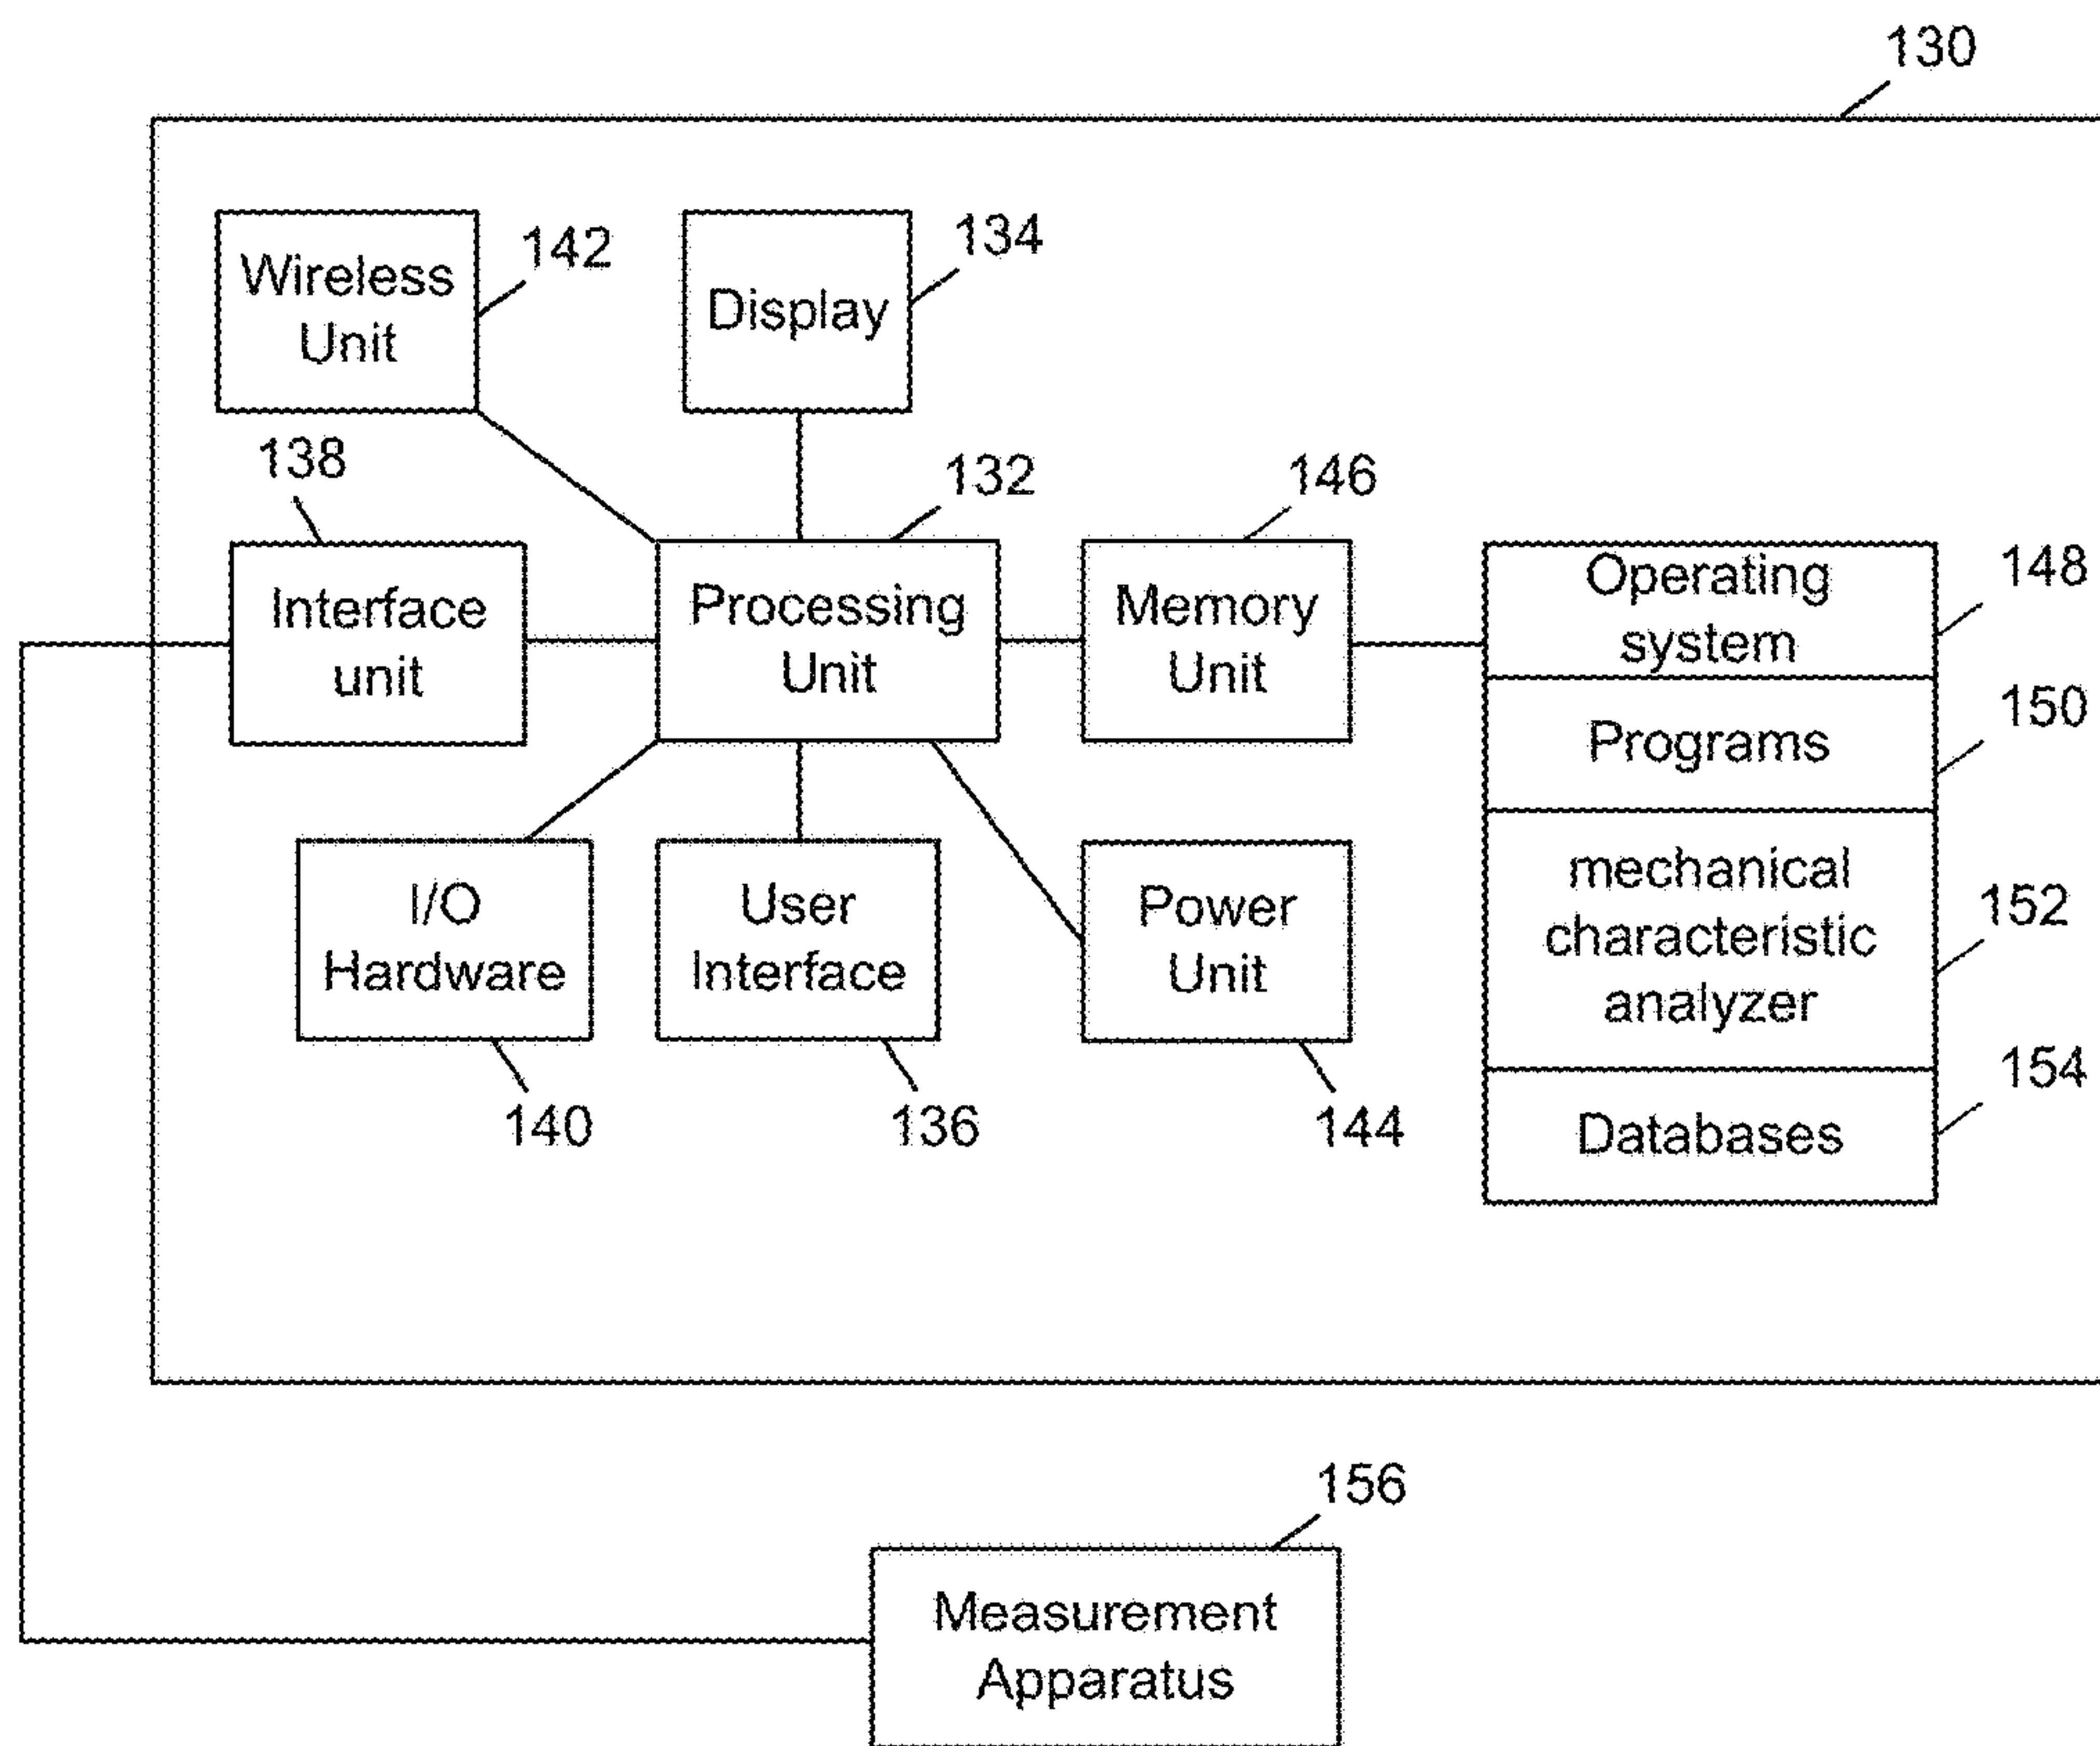 130
Wireless
Unit
142
Display
134
138
132
146
Interface
unit
Processing
Unit
Memory
Unit
Operating
system
148
Programs
150
mechanical
characteristic
analyzer
152
Databases
154
I/O
Hardware
140
User
Interface
136
Power
Unit
144
156
Measurement
Apparatus